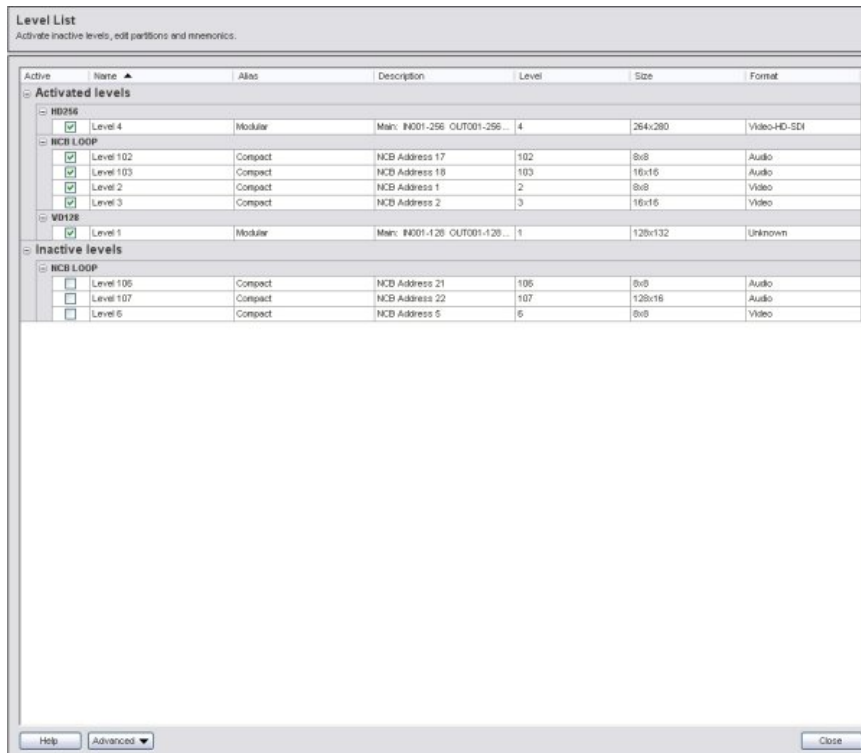 Level List
Activate inactive levels, edit partitions and mnemonics.
Active Name Alias Description Level Size Format
Activated levels
HD256
Level 4 Modular Main: IN001-256 OUT001-256... 4 264x280 Video-HD-SDI
NCB LOOP
Level 102 Compact NCB Address 17 102 8x8 Audio
Level 103 Compact NCB Address 18 103 16x16 Audio
Level 2 Compact NCB Address 1 2 8x8 Video
Level 3 Compact NCB Address 2 3 16x16 Video
VD128
Level 1 Modular Main: IN001-128 OUT001-128... 1 128x132 Unknown
Inactive levels
NCB LOOP
Level 106 Compact NCB Address 21 106 8x8 Audio
Level 107 Compact NCB Address 22 107 128x16 Audio
Level 6 Compact NCB Address 5 6 8x8 Video
Help Advanced Close